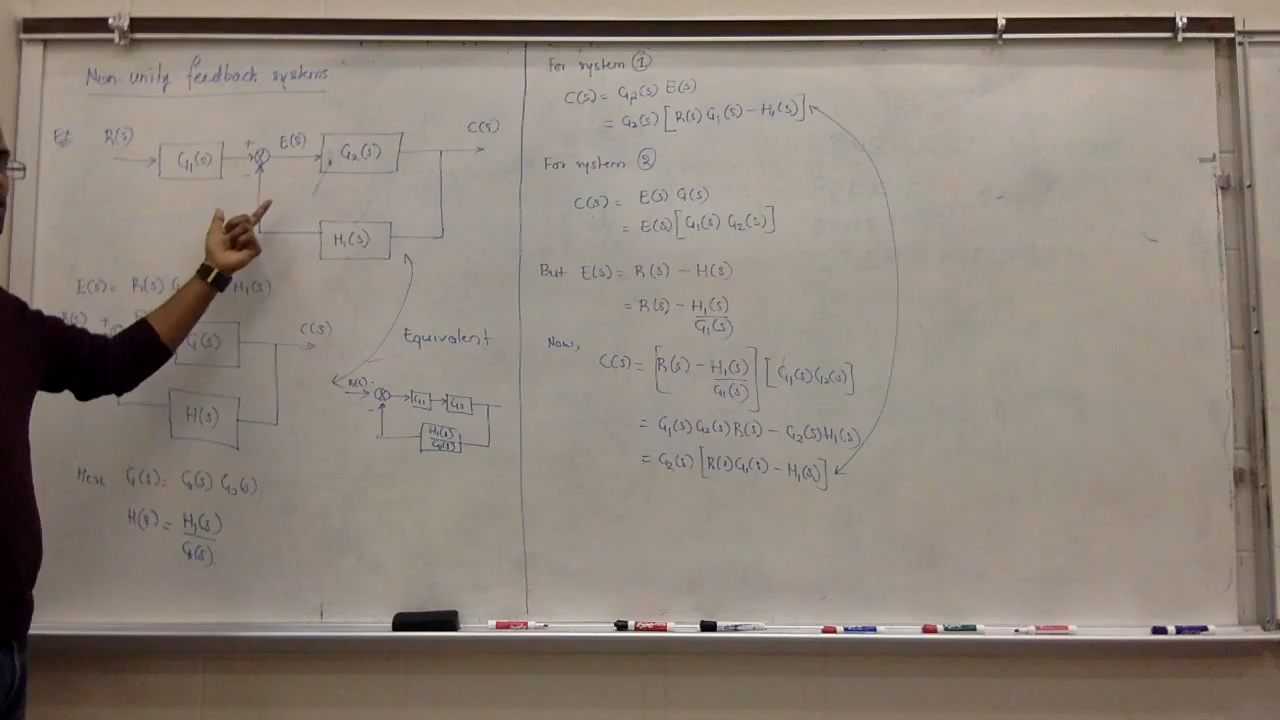 Non-unity feedback systems
R(s)
G₁(s)
+
-
E(s)
G₂(s)
C(s)
H₁(s)
E(s) = R(s) G H₁(s)
R(s) +
G(s)
C(s)
H(s)
Equivalent
R(s)
-
G₁
G₂
H₁(s)
Here G(s) = G₁(s) G₂(s)
H(s) = H₁(s)
G₁(s)
For system ①
C(s) = G₂(s) E(s)
= G₂(s) [R(s) G₁(s) - H₁(s)]
For system ②
C(s) = E(s) G(s)
= E(s) [G₁(s) G₂(s)]
But E(s) = R(s) - H(s)
= R(s) - H₁(s)
G₁(s)
Now,
C(s) = [R(s) - H₁(s) / G₁(s)] [G₁(s) G₂(s)]
= G₁(s) G₂(s) R(s) - G₂(s) H₁(s)
= G₂(s) [R(s) G₁(s) - H₁(s)]